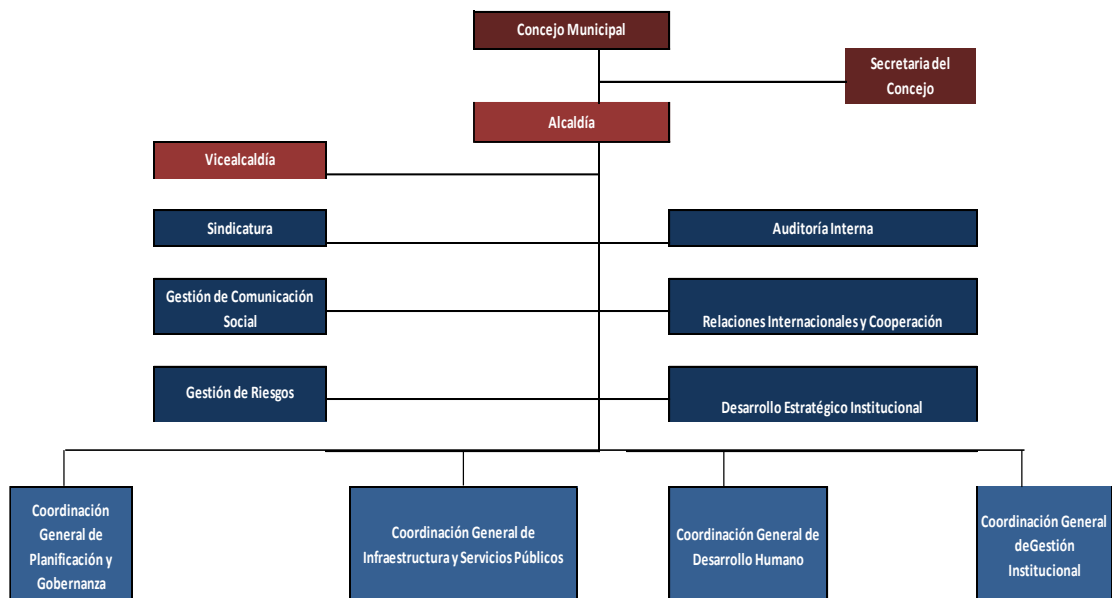 Concejo Municipal
Secretaria del
Concejo
Alcaldía
Vicealcaldía
Sindicatura
Auditoría Interna
Gestión de Comunicación
Social
Relaciones Internacionales y Cooperación
Gestión de Riesgos
Desarrollo Estratégico Institucional
Coordinación
General de
Planificación y
Gobernanza
Coordinación General de
Infraestructura y Servicios Públicos
Coordinación General de
Desarrollo Humano
Coordinación General
deGestión
Institucional